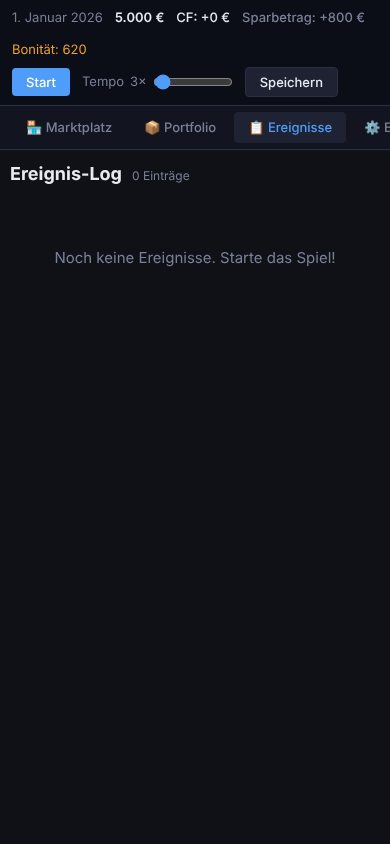 1. Januar 2026 5.000 € CF: +0 € Sparbetrag: +800 €
Bonität: 620
Start Tempo 3× Speichern
Marktplatz Portfolio Ereignisse
Ereignis-Log 0 Einträge
Noch keine Ereignisse. Starte das Spiel!